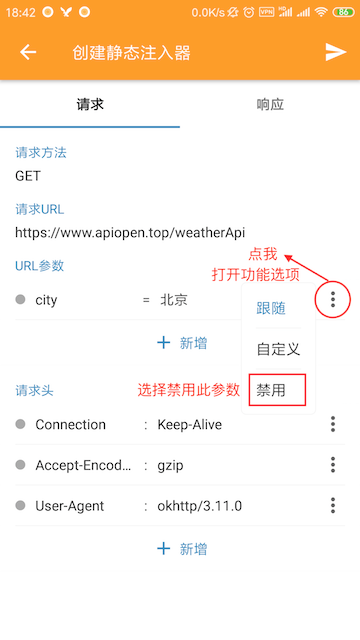 18:42 0.0K/s VPN 86
创建静态注入器
请求 响应
请求方法
GET
请求URL
https://www.apiopen.top/weatherApi
点我
URL参数 打开功能选项
city = 北京
跟随
新增
自定义
请求头 选择禁用此参数 禁用
Connection : Keep-Alive
Accept-Encod... : gzip
User-Agent : okhttp/3.11.0
新增